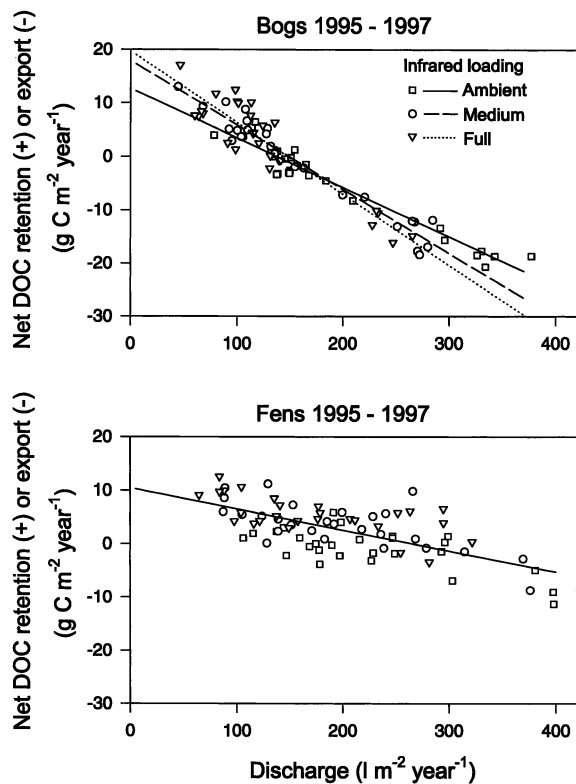 Bogs 1995 - 1997
Net DOC retention (+) or export (-)
(g C m⁻² year⁻¹)
20
10
0
-10
-20
-30
0 100 200 300 400
Infrared loading
Ambient
Medium
Full
Fens 1995 - 1997
Net DOC retention (+) or export (-)
(g C m⁻² year⁻¹)
20
10
0
-10
-20
-30
0 100 200 300 400
Discharge (l m⁻² year⁻¹)